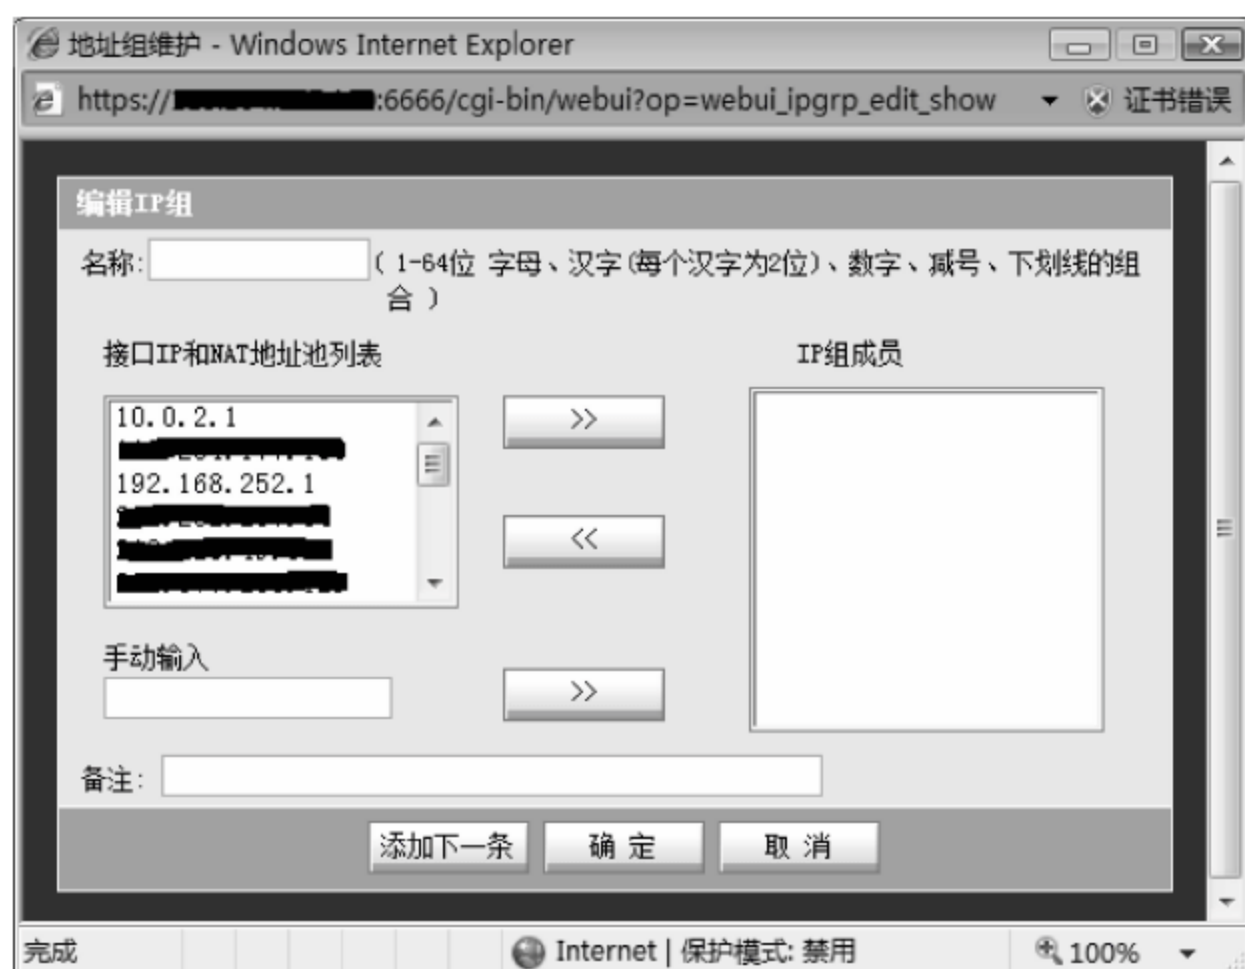 地址组维护 - Windows Internet Explorer
https:// :6666/cgi-bin/webui?op=webui_ipgrp_edit_show 证书错误
编辑IP组
名称: ( 1-64位 字母、汉字(每个汉字为2位)、数字、减号、下划线的组
合 )
接口IP和NAT地址池列表 IP组成员
10.0.2.1
>>
192.168.252.1
<<
手动输入
>>
备注:
添加下一条 确 定 取 消
完成 Internet | 保护模式: 禁用 100%